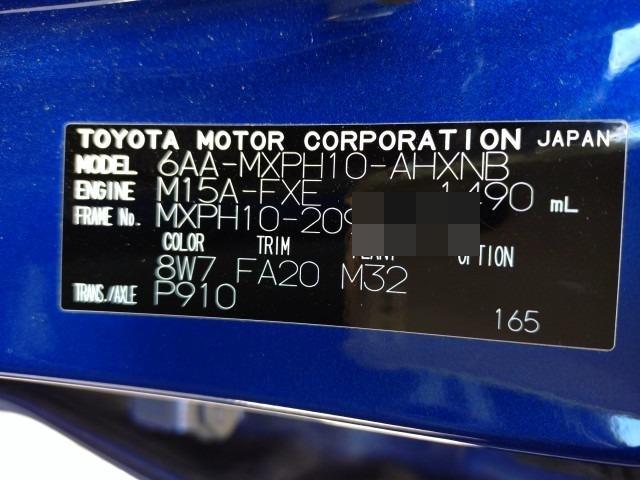 TOYOTA MOTOR CORPORATION JAPAN
MODEL 6AA-MXPH10-AHXNB
ENGINE M15A-FXE 1490 mL
FRAME No. MXPH10-209
COLOR TRIM OPTION
8W7 FA20 M32
TRANS./AXLE P910
165